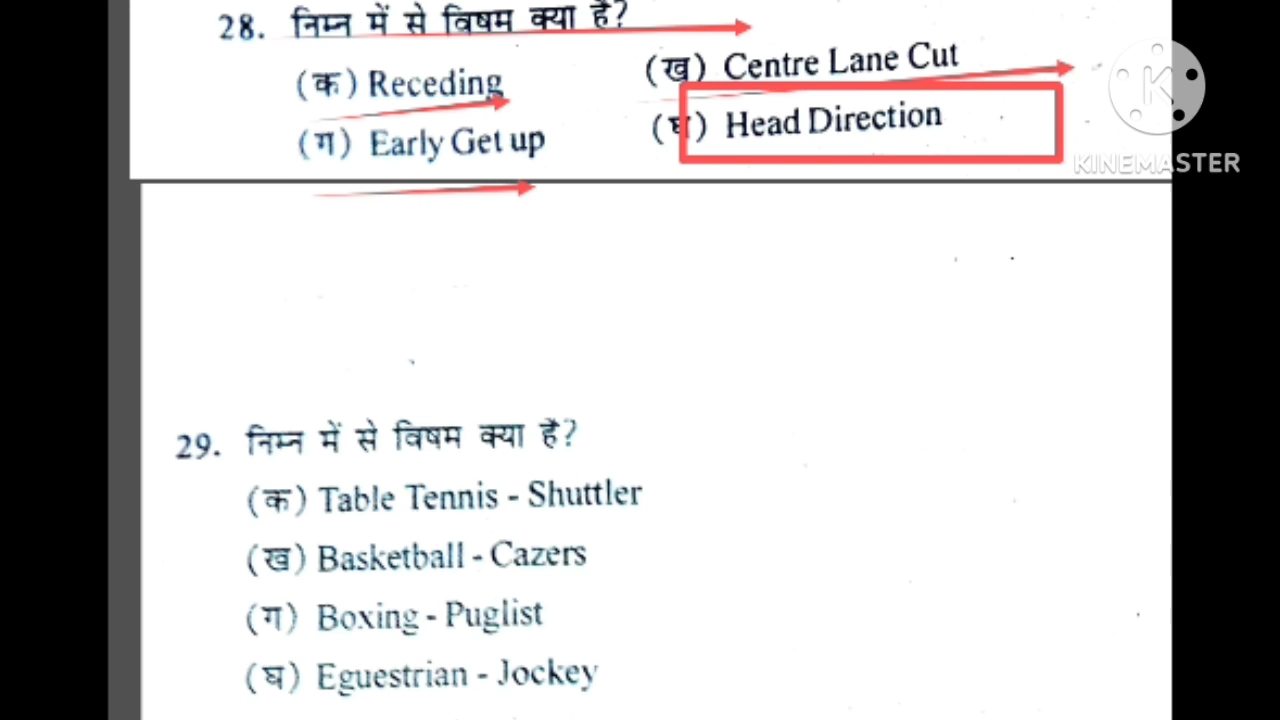 28. निम्न में से विषम क्या है?
(क) Receding (ख) Centre Lane Cut
(ग) Early Get up (घ) Head Direction
KINEMASTER
29. निम्न में से विषम क्या है?
(क) Table Tennis - Shuttler
(ख) Basketball - Cazers
(ग) Boxing - Puglist
(घ) Eguestrian - Jockey